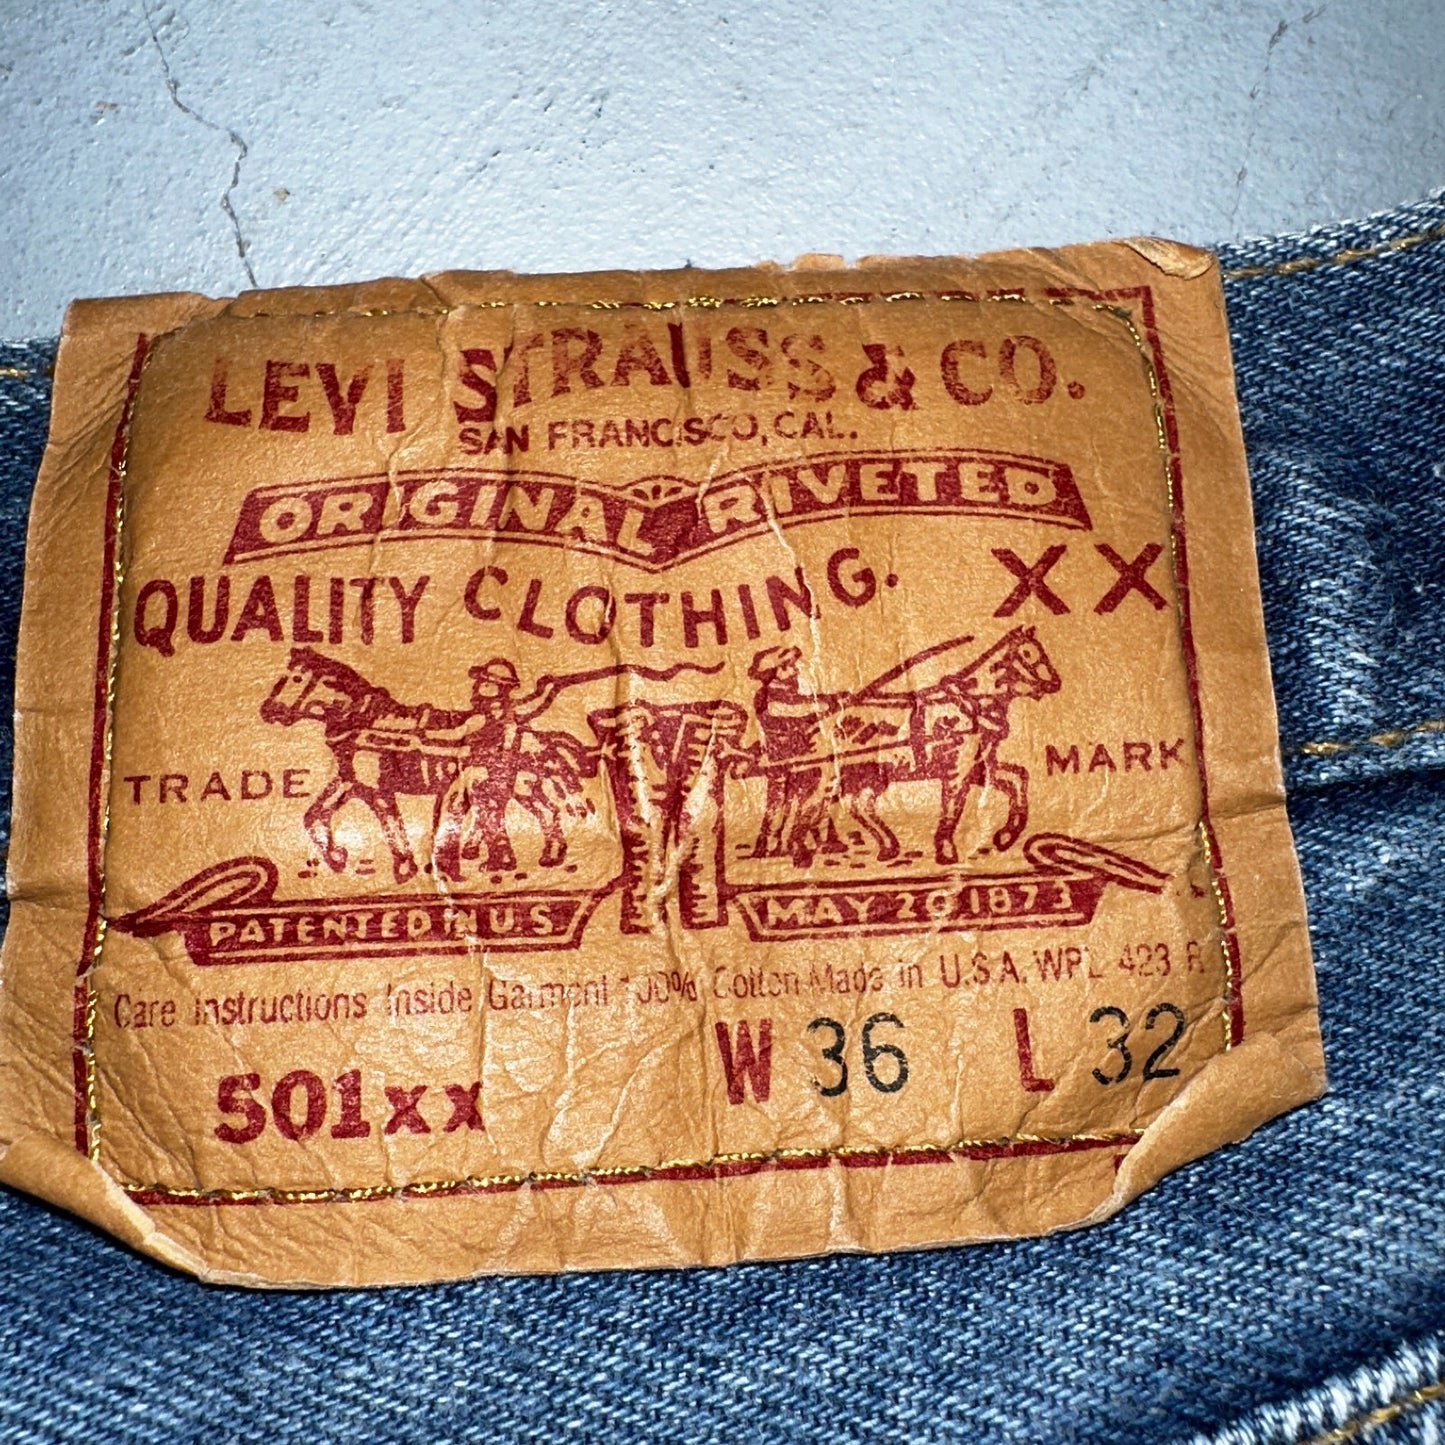 LEVI STRAUSS & CO.
SAN FRANCISCO, CAL.
ORIGINAL RIVETED
QUALITY CLOTHING. XX
TRADE MARK
PATENTED IN U.S. MAY 20 1873
Care Instructions Inside Garment 100% Cotton Made in U.S.A. WPL 423 R
501xx W 36 L 32